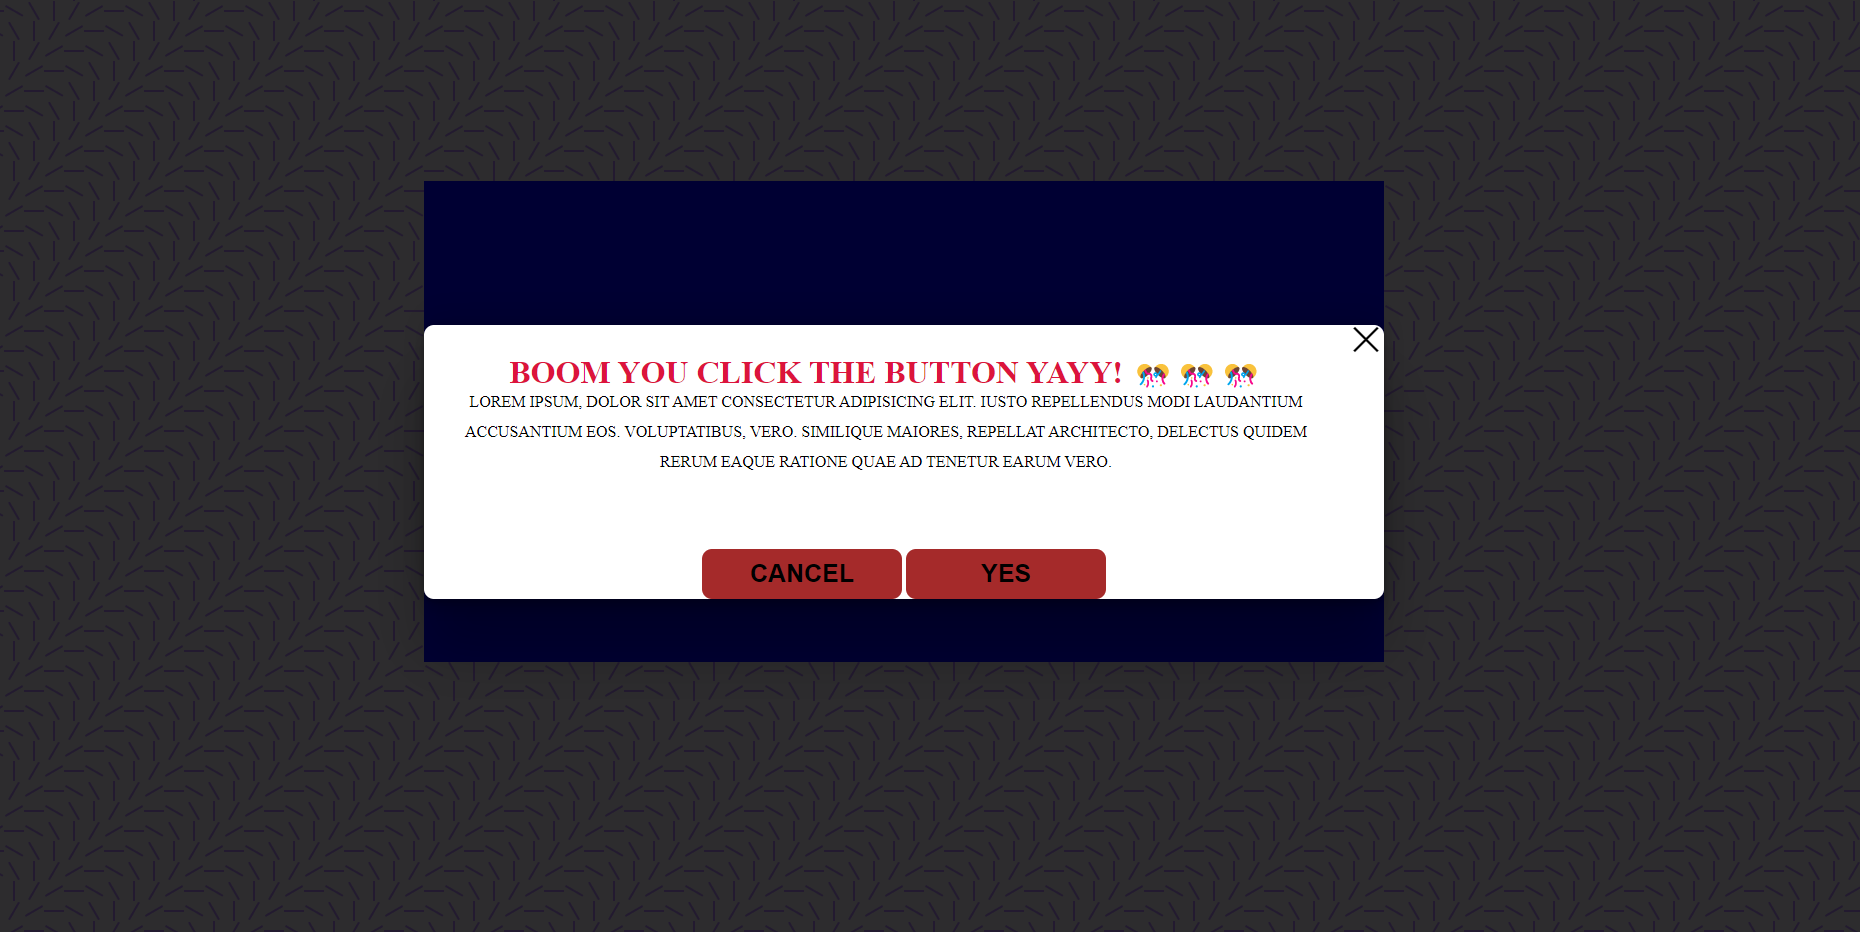 BOOM YOU CLICK THE BUTTON YAYY! 🎊 🎊 🎊
LOREM IPSUM, DOLOR SIT AMET CONSECTETUR ADIPISICING ELIT. IUSTO REPELLENDUS MODI LAUDANTIUM
ACCUSANTIUM EOS. VOLUPTATIBUS, VERO. SIMILIQUE MAIORES, REPELLAT ARCHITECTO, DELECTUS QUIDEM
RERUM EAQUE RATIONE QUAE AD TENETUR EARUM VERO.
CANCEL YES